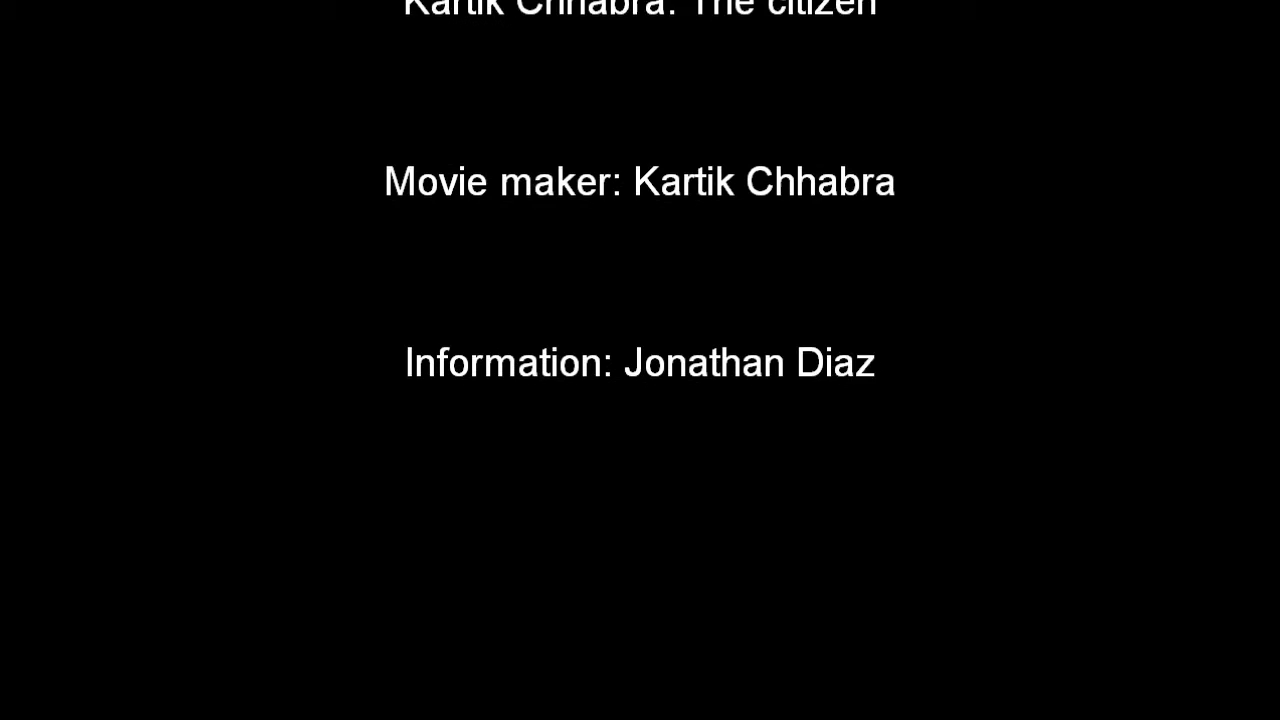 Kartik Chhabra: The citizen
Movie maker: Kartik Chhabra
Information: Jonathan Diaz